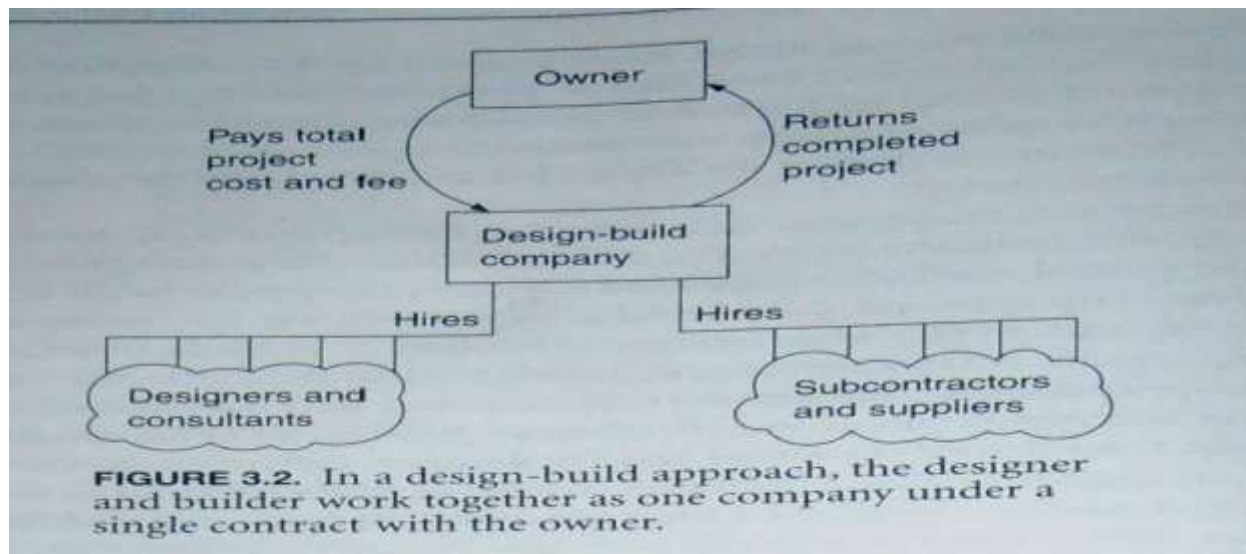 Owner
Pays total
project
cost and fee
Returns
completed
project
Design-build
company
Hires
Hires
Designers and
consultants
Subcontractors
and suppliers
FIGURE 3.2. In a design-build approach, the designer
and builder work together as one company under a
single contract with the owner.